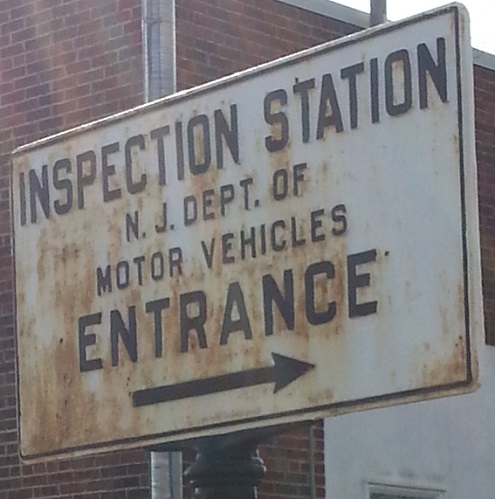 INSPECTION STATION
N. J. DEPT. OF
MOTOR VEHICLES
ENTRANCE